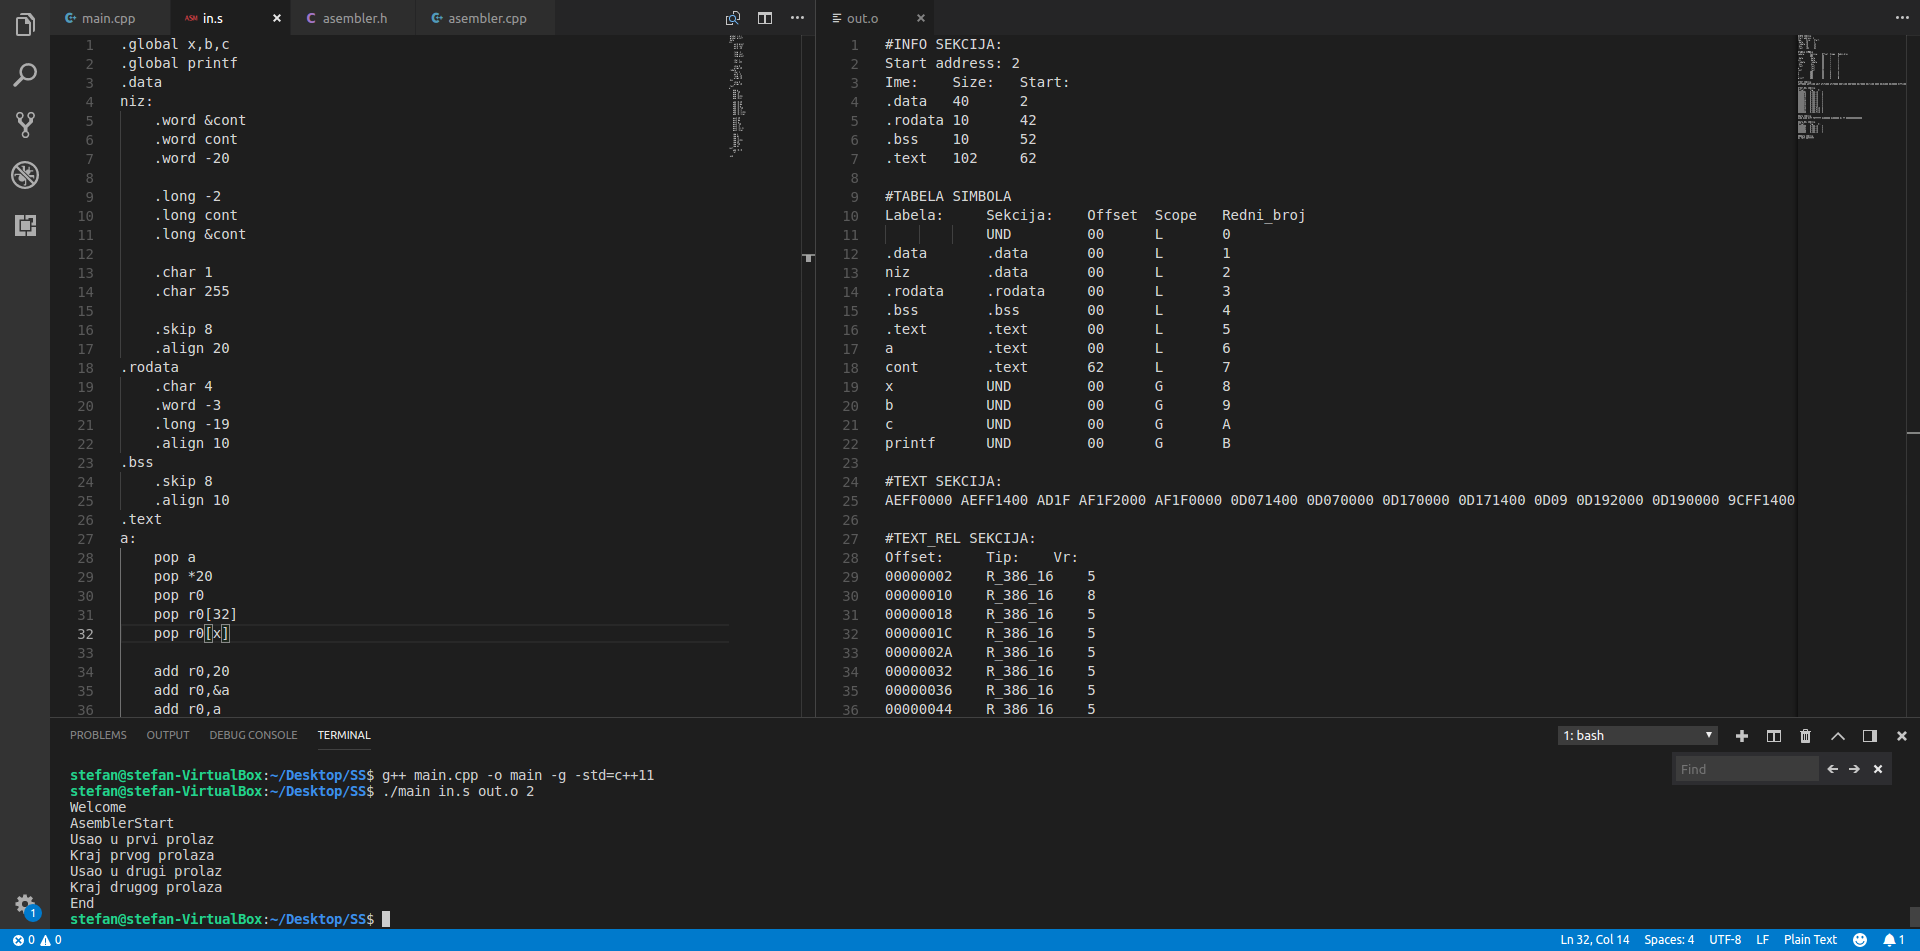 main.cpp
ASM in.s
C asembler.h
asembler.cpp
1 .global x,b,c
2 .global printf
3 .data
4 niz:
5 .word &cont
6 .word cont
7 .word -20
8
9 .long -2
10 .long cont
11 .long &cont
12
13 .char 1
14 .char 255
15
16 .skip 8
17 .align 20
18 .rodata
19 .char 4
20 .word -3
21 .long -19
22 .align 10
23 .bss
24 .skip 8
25 .align 10
26 .text
27 a:
28 pop a
29 pop *20
30 pop r0
31 pop r0[32]
32 pop r0[x]
33
34 add r0,20
35 add r0,&a
36 add r0,a
out.o
1 #INFO SEKCIJA:
2 Start address: 2
3 Ime: Size: Start:
4 .data 40 2
5 .rodata 10 42
6 .bss 10 52
7 .text 102 62
8
9 #TABELA SIMBOLA
10 Labela: Sekcija: Offset Scope Redni_broj
11 UND 00 L 0
12 .data .data 00 L 1
13 niz .data 00 L 2
14 .rodata .rodata 00 L 3
15 .bss .bss 00 L 4
16 .text .text 00 L 5
17 a .text 00 L 6
18 cont .text 62 L 7
19 x UND 00 G 8
20 b UND 00 G 9
21 c UND 00 G A
22 printf UND 00 G B
23
24 #TEXT SEKCIJA:
25 AEFF0000 AEFF1400 AD1F AF1F2000 AF1F0000 0D071400 0D070000 0D170000 0D171400 0D09 0D192000 0D190000 9CFF1400
26
27 #TEXT_REL SEKCIJA:
28 Offset: Tip: Vr:
29 00000002 R_386_16 5
30 00000010 R_386_16 8
31 00000018 R_386_16 5
32 0000001C R_386_16 5
33 0000002A R_386_16 5
34 00000032 R_386_16 5
35 00000036 R_386_16 5
36 00000044 R_386_16 5
PROBLEMS OUTPUT DEBUG CONSOLE TERMINAL
1: bash
Find
stefan@stefan-VirtualBox:~/Desktop/SS$ g++ main.cpp -o main -g -std=c++11
stefan@stefan-VirtualBox:~/Desktop/SS$ ./main in.s out.o 2
Welcome
AsemblerStart
Usao u prvi prolaz
Kraj prvog prolaza
Usao u drugi prolaz
Kraj drugog prolaza
End
stefan@stefan-VirtualBox:~/Desktop/SS$
1
0 0
Ln 32, Col 14 Spaces: 4 UTF-8 LF Plain Text 1